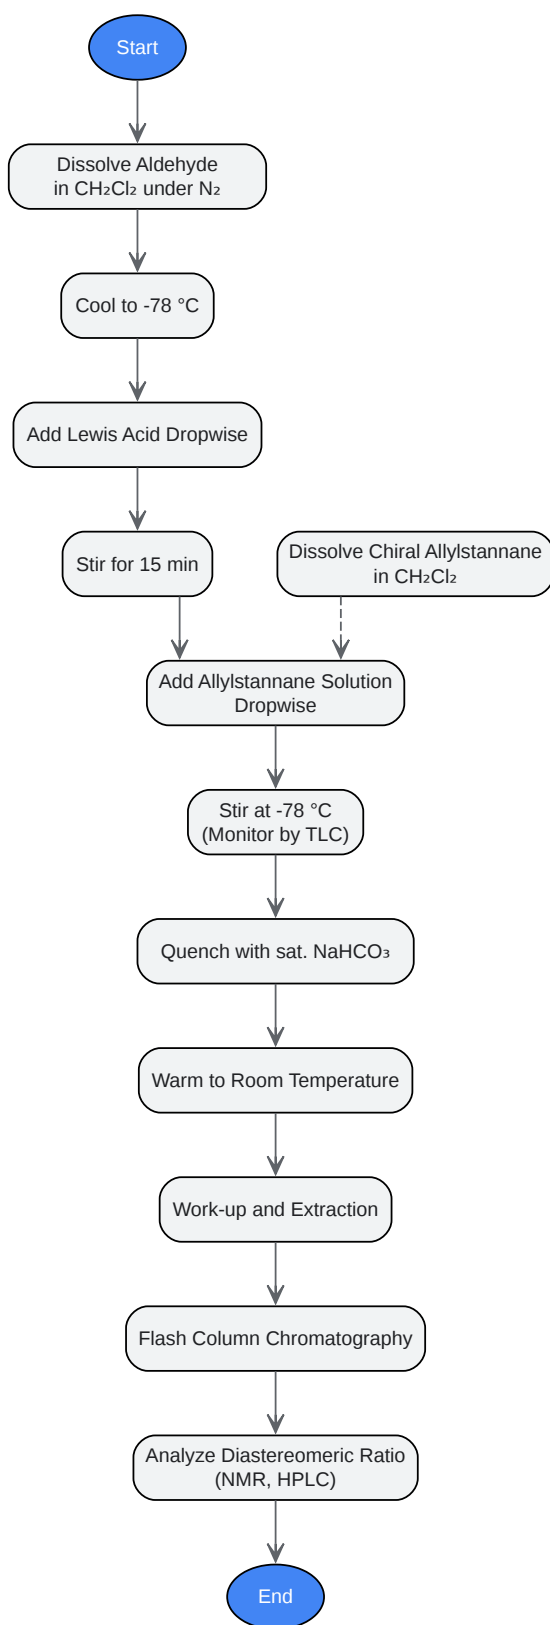 Start
Dissolve Aldehyde
in CH₂Cl₂ under N₂
Cool to -78 °C
Add Lewis Acid Dropwise
Stir for 15 min
Dissolve Chiral Allylstannane
in CH₂Cl₂
Add Allylstannane Solution
Dropwise
Stir at -78 °C
(Monitor by TLC)
Quench with sat. NaHCO₃
Warm to Room Temperature
Work-up and Extraction
Flash Column Chromatography
Analyze Diastereomeric Ratio
(NMR, HPLC)
End